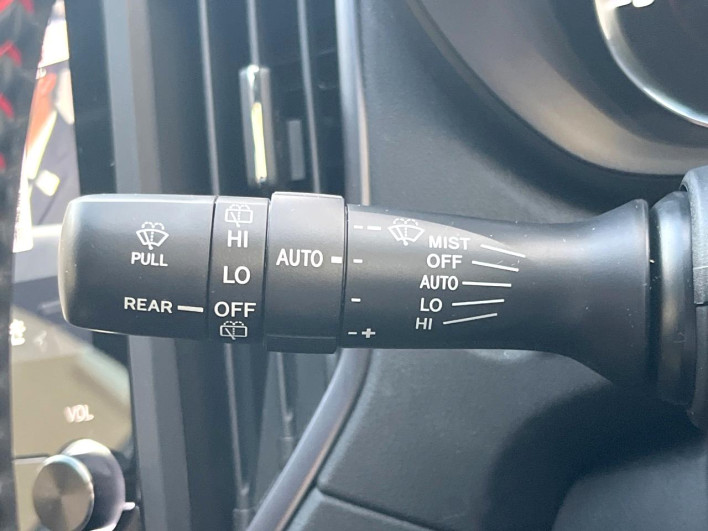 PULL
REAR
HI
LO
OFF
AUTO
- +
MIST
OFF
AUTO
LO
HI
VOL